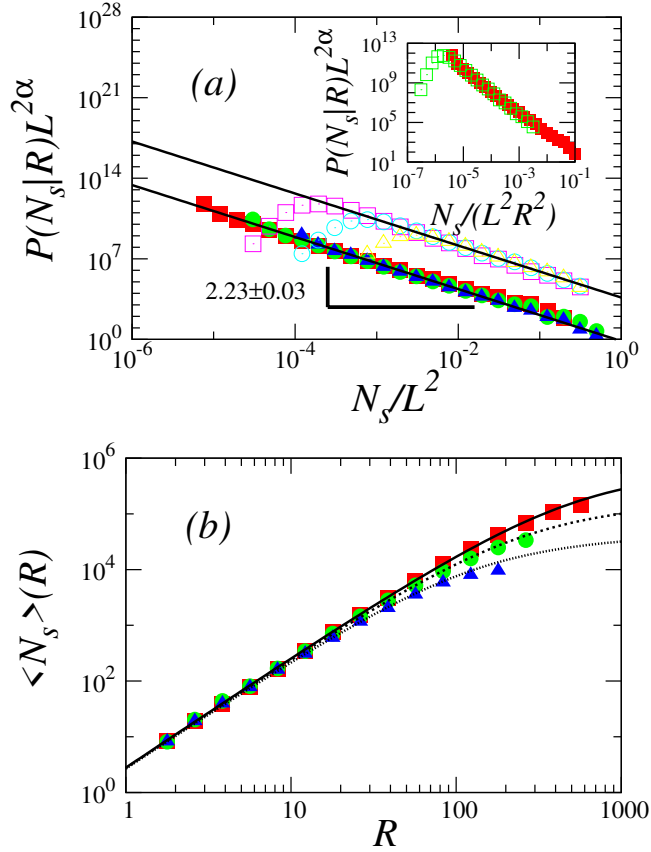 10^28
10^21
10^14
10^7
10^0
P(N_s|R)L^{2α}
(a)
10^13
10^9
10^5
10^1
P(N_s|R)L^{2α}
10^-7 10^-5 10^-3 10^-1
N_s/(L^2R^2)
2.23±0.03
10^-6 10^-4 10^-2 10^0
N_s/L^2
10^6
10^4
10^2
10^0
<N_s>(R)
(b)
1 10 100 1000
R